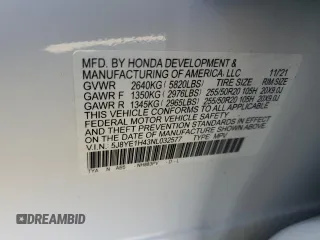 MFD. BY HONDA DEVELOPMENT & 11/21
MANUFACTURING OF AMERICA, LLC
GVWR 2640KG (5820LBS) TIRE SIZE RIM SIZE
GAWR F 1350KG (2976LBS) 255/50R20 105H 20X9.0J
GAWR R 1345KG (2965LBS) 255/50R20 105H 20X9.0J
THIS VEHICLE CONFORMS TO ALL APPLICABLE
FEDERAL MOTOR VEHICLE SAFETY AND
THEFT PREVENTION STANDARDS IN EFFECT ON THE
DATE OF MANUFACTURE SHOWN ABOVE.
V.I.N.: 5J8YE1H43NL032577 TYPE: MPV
DREAMBID